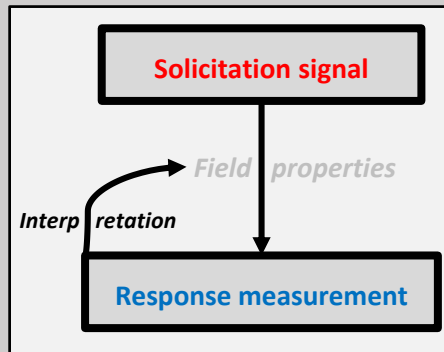 Solicitation signal
Field properties
Interpretation
Response measurement